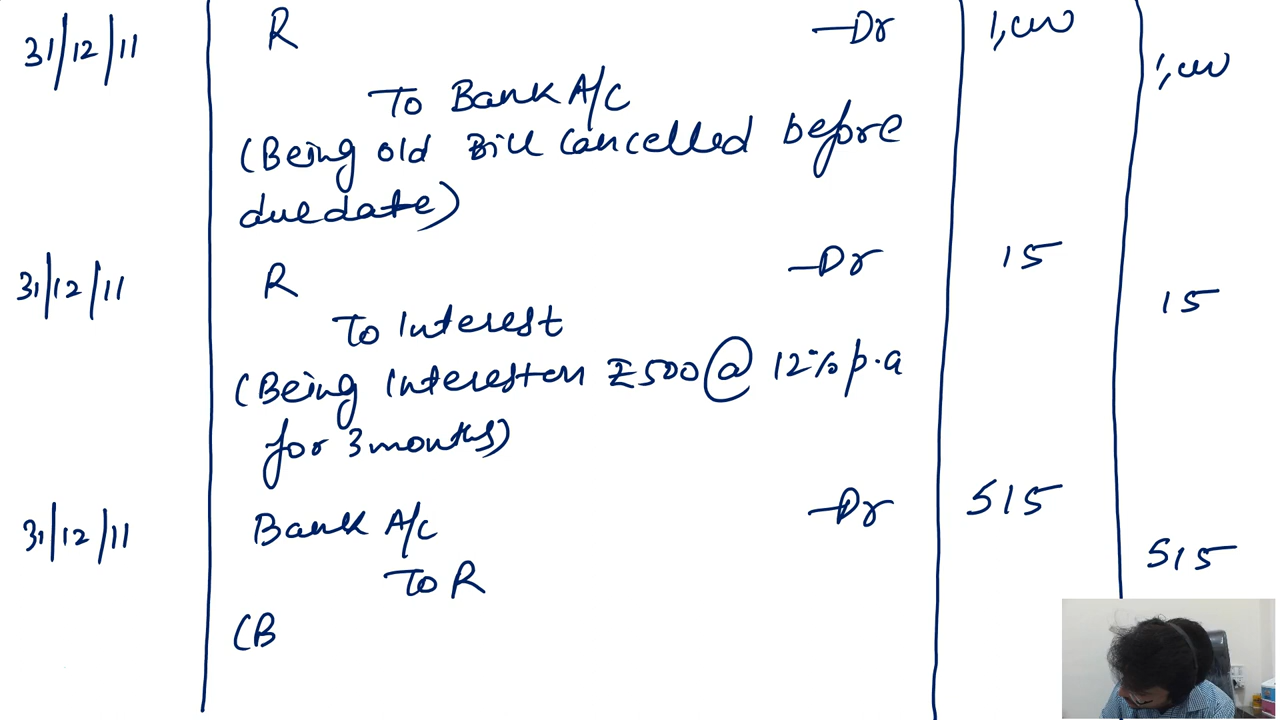 31/12/11 R —Dr 1,000
1,000
To Bank A/c
(Being old Bill cancelled before
due date)
31/12/11 R —Dr 15
15
To Interest
(Being Interest on ₹500 @ 12% p.a
for 3 months)
31/12/11 Bank A/c —Dr 515
515
To R
(B